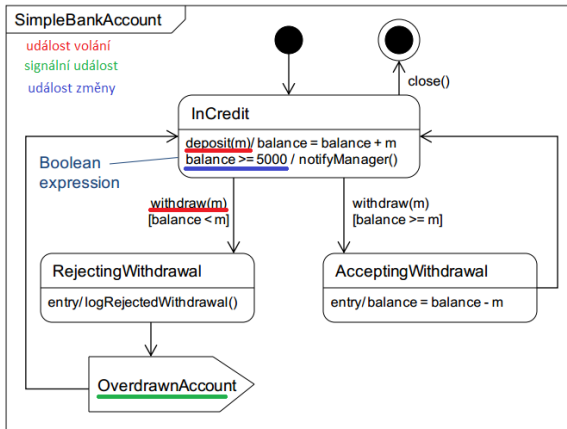 SimpleBankAccount
událost volání
signální událost
událost změny
close()
InCredit
deposit(m)/ balance = balance + m
balance >= 5000 / notifyManager()
Boolean
expression
withdraw(m)
[balance < m]
withdraw(m)
[balance >= m]
RejectingWithdrawal
entry/ logRejectedWithdrawal()
AcceptingWithdrawal
entry/ balance = balance - m
OverdrawnAccount